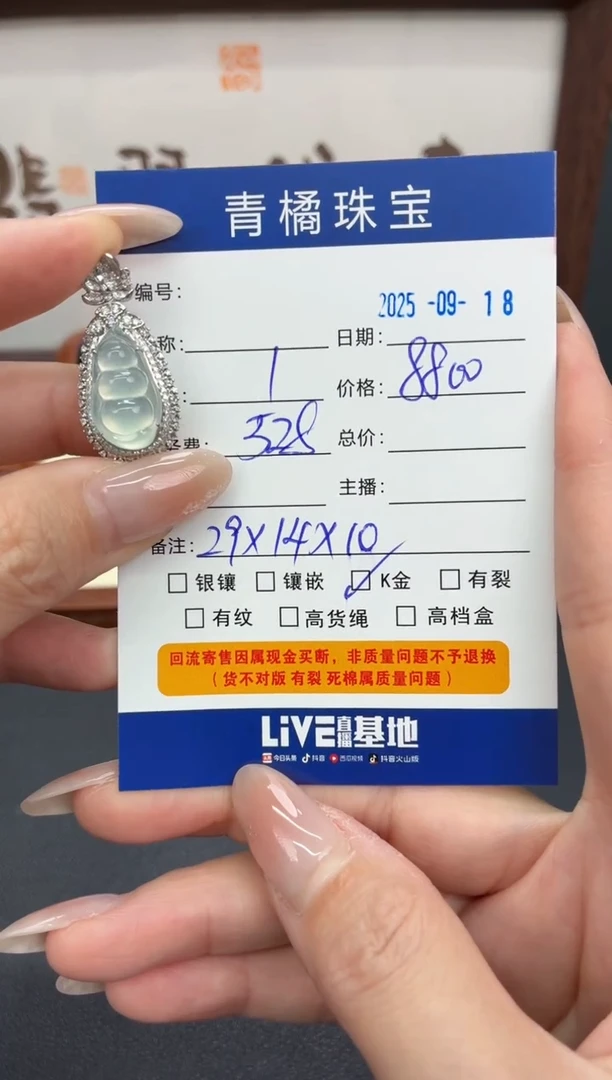 青橘珠宝
编号：
2025 -09- 18
称： 日期：
： 1 价格： 8800
费： 528 总价：
主播：
备注： 29X14X10
□ 银镶 □ 镶嵌 ☑ K金 □ 有裂
□ 有纹 □ 高货绳 □ 高档盒
回流寄售因属现金买断，非质量问题不予退换
（货不对版 有裂 死棉属质量问题）
LIVE直播基地
今日头条 抖音 西瓜视频 抖音火山版